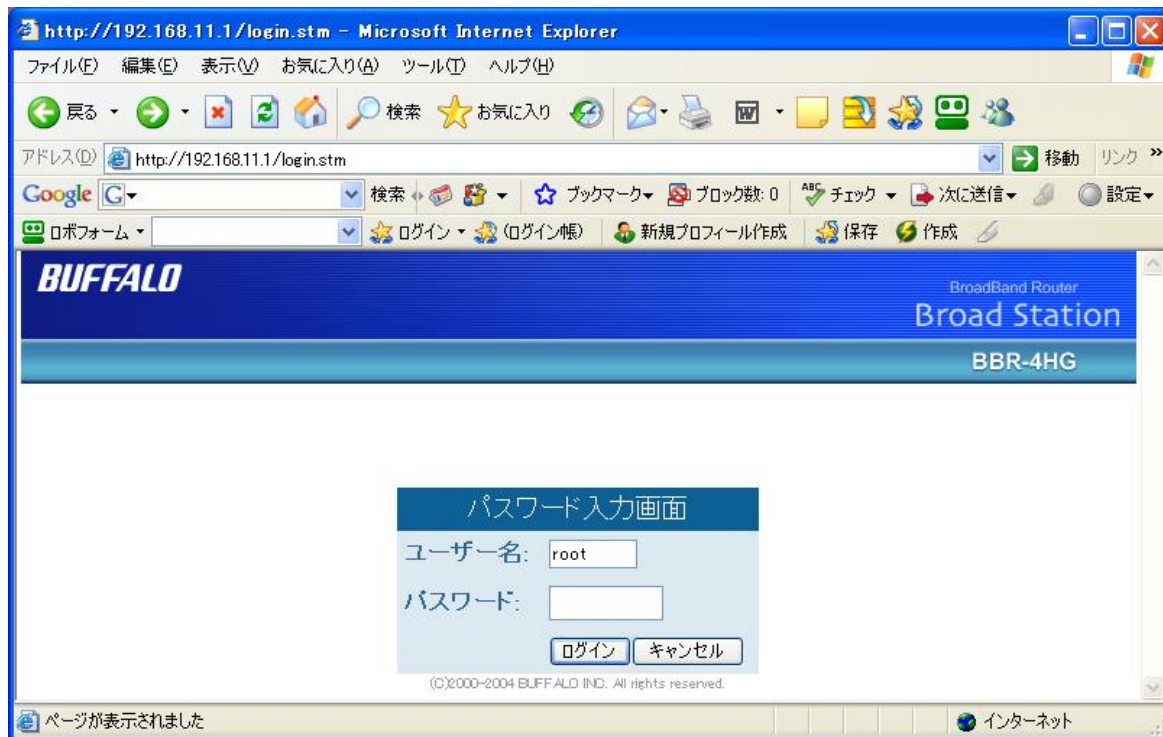 http://192.168.11.1/login.stm - Microsoft Internet Explorer
ファイル(F) 編集(E) 表示(V) お気に入り(A) ツール(T) ヘルプ(H)
戻る 検索 お気に入り
アドレス(D) http://192.168.11.1/login.stm 移動 リンク »
Google G 検索 ブックマーク ブロック数: 0 ABC チェック 次に送信 設定
ロボフォーム ログイン (ログイン帳) 新規プロフィール作成 保存 作成
BUFFALO
BroadBand Router
Broad Station
BBR-4HG
パスワード入力画面
ユーザー名: root
パスワード:
ログイン キャンセル
(C)2000-2004 BUFFALO INC. All rights reserved.
ページが表示されました インターネット